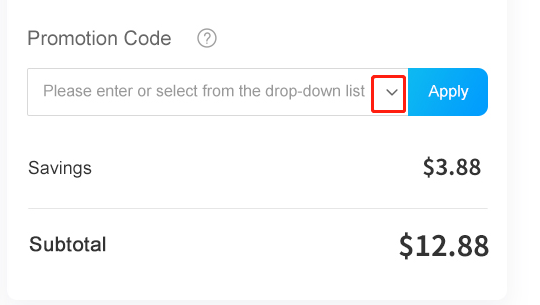 Promotion Code ?
Please enter or select from the drop-down list Apply
Savings $3.88
Subtotal $12.88